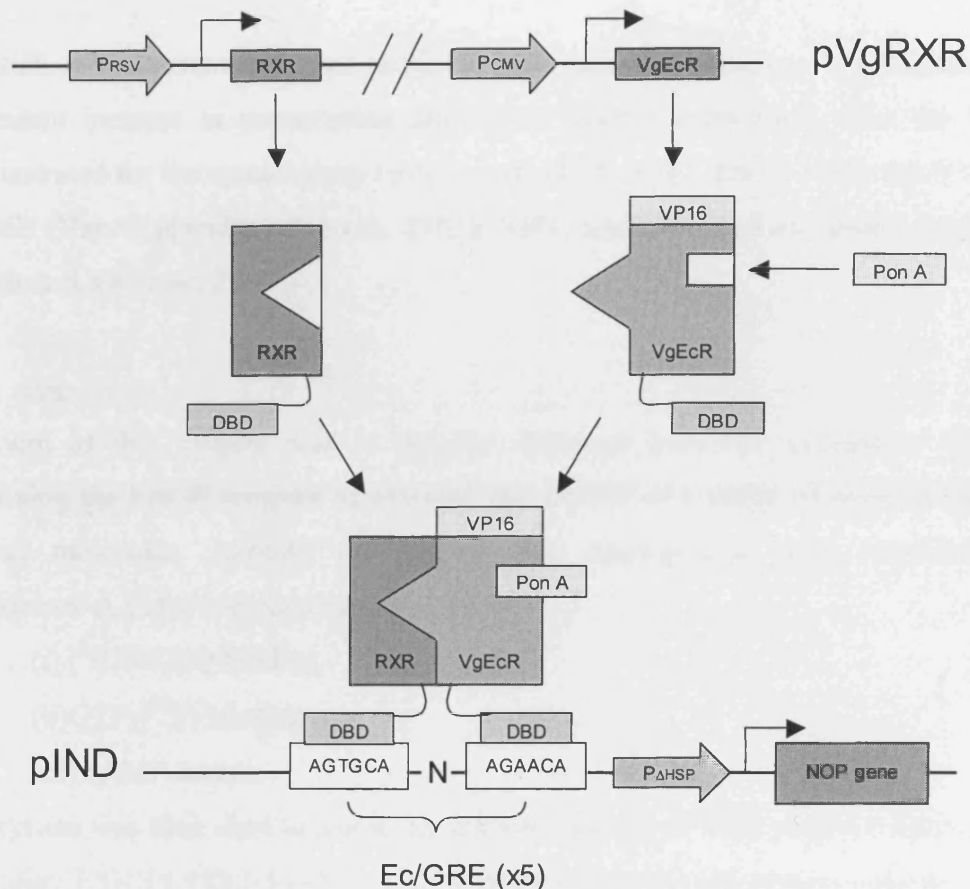 PRSV RXR PCMV VgEcR pVgRXR
VP16
Pon A
RXR VgEcR
DBD DBD
VP16
Pon A
RXR VgEcR
DBD DBD
pIND AGTGCA N AGAACA PΔHSP NOP gene
Ec/GRE (x5)